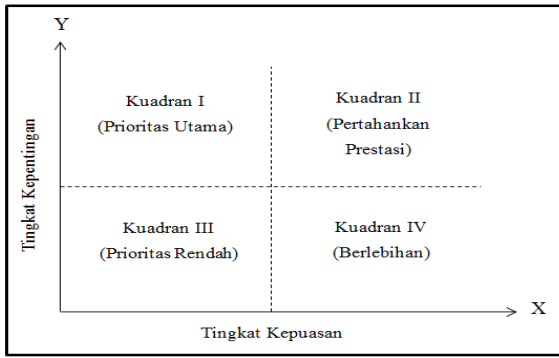 Y
Tingkat Kepentingan
Kuadran I
(Prioritas Utama)
Kuadran II
(Pertahankan
Prestasi)
Kuadran III
(Prioritas Rendah)
Kuadran IV
(Berlebihan)
X
Tingkat Kepuasan